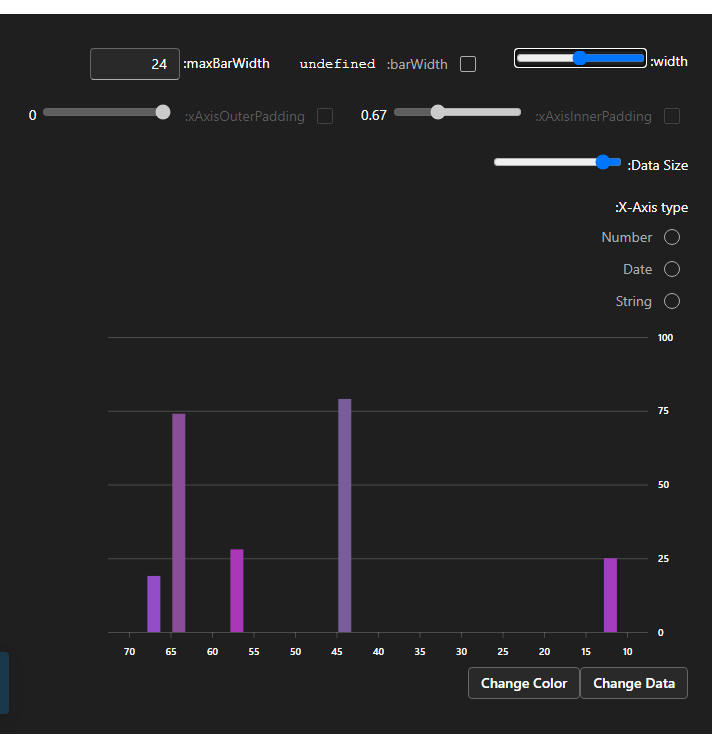 :width
:barWidth undefined
:maxBarWidth 24
:xAxisInnerPadding 0.67
:xAxisOuterPadding 0
:Data Size
:X-Axis type
Number
Date
String
100
75
50
25
0
70 65 60 55 50 45 40 35 30 25 20 15 10
Change Color Change Data